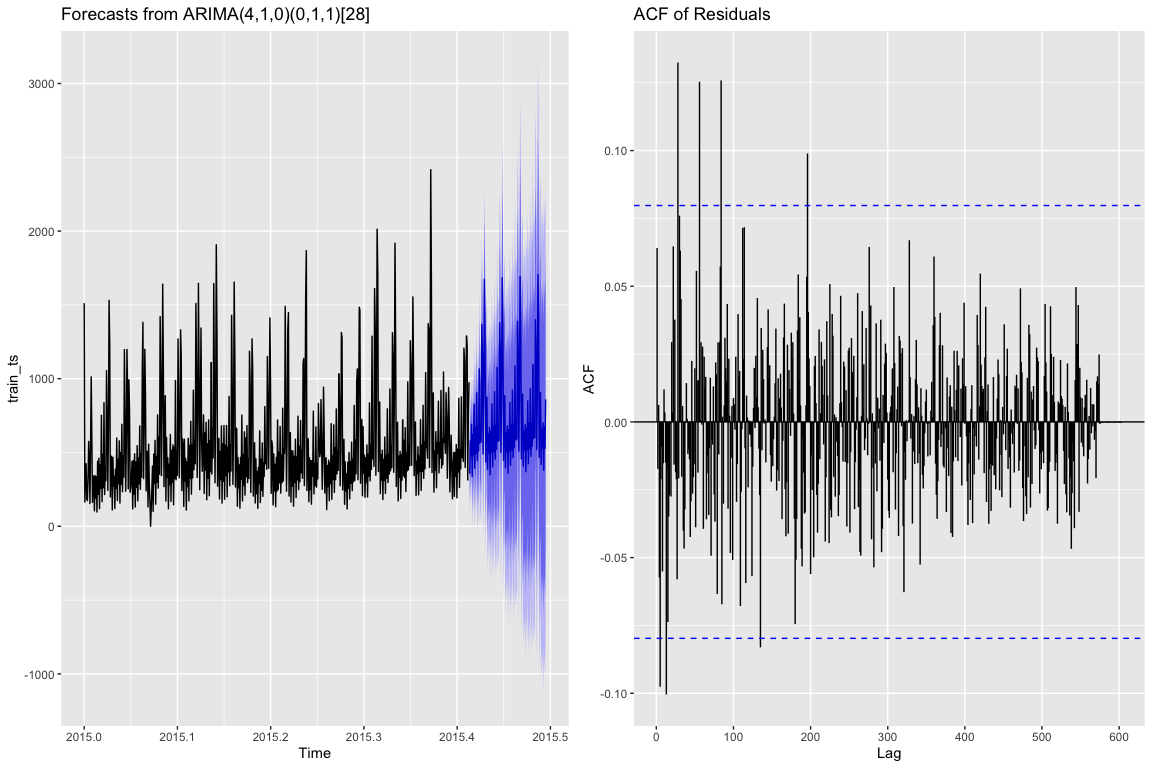 Forecasts from ARIMA(4,1,0)(0,1,1)[28]
train_ts
3000
2000
1000
0
-1000
2015.0 2015.1 2015.2 2015.3 2015.4 2015.5
Time
ACF of Residuals
ACF
0.10
0.05
0.00
-0.05
-0.10
0 100 200 300 400 500 600
Lag